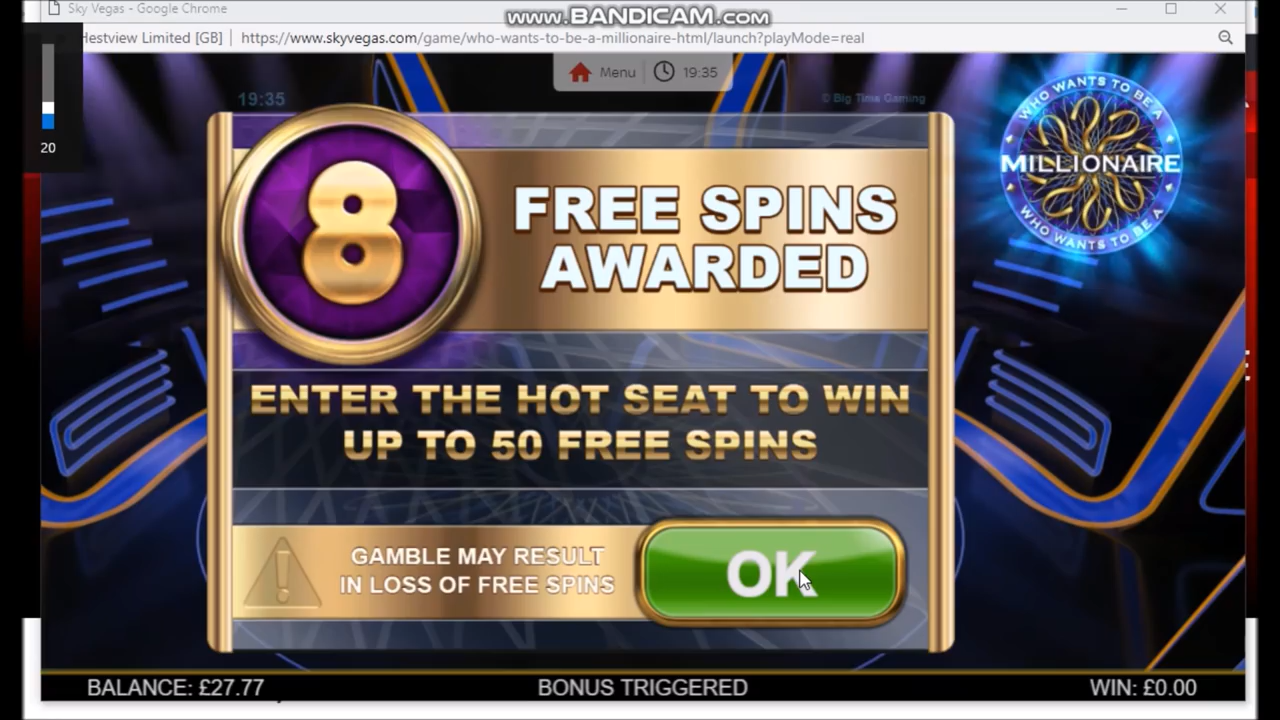 Sky Vegas - Google Chrome
WWW.BANDICAM.COM
Hestview Limited [GB] | https://www.skyvegas.com/game/who-wants-to-be-a-millionaire-html/launch?playMode=real
Menu 19:35
19:35
© Big Time Gaming
20
WHO WANTS TO BE A
MILLIONAIRE
WHO WANTS TO BE A
8
FREE SPINS
AWARDED
ENTER THE HOT SEAT TO WIN
UP TO 50 FREE SPINS
GAMBLE MAY RESULT
IN LOSS OF FREE SPINS
OK
BALANCE: £27.77 BONUS TRIGGERED WIN: £0.00